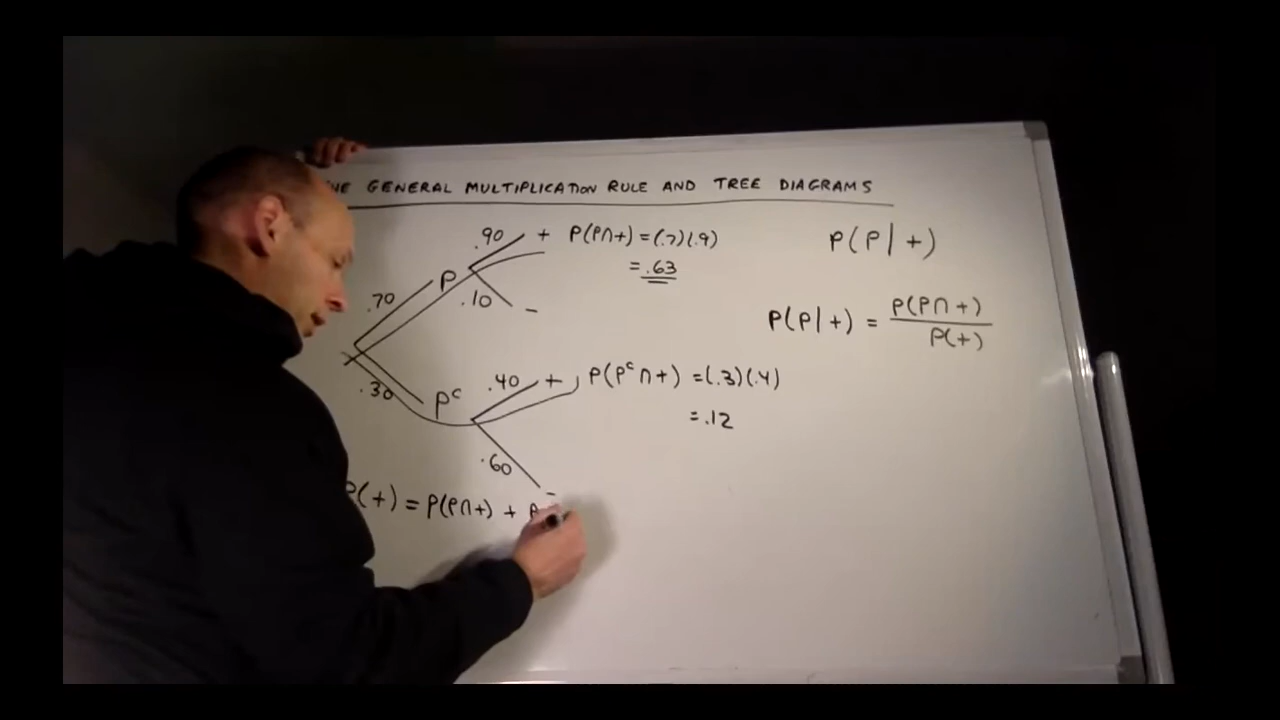 GENERAL MULTIPLICATION RULE AND TREE DIAGRAMS
.90 + P(P∩+) = (.7)(.9)
= .63
P(P|+)
.70 P
.10 –
P(P|+) = P(P∩+) / P(+)
.30 Pᶜ
.40 + P(Pᶜ∩+) = (.3)(.4)
= .12
.60 –
P(+) = P(P∩+) + P